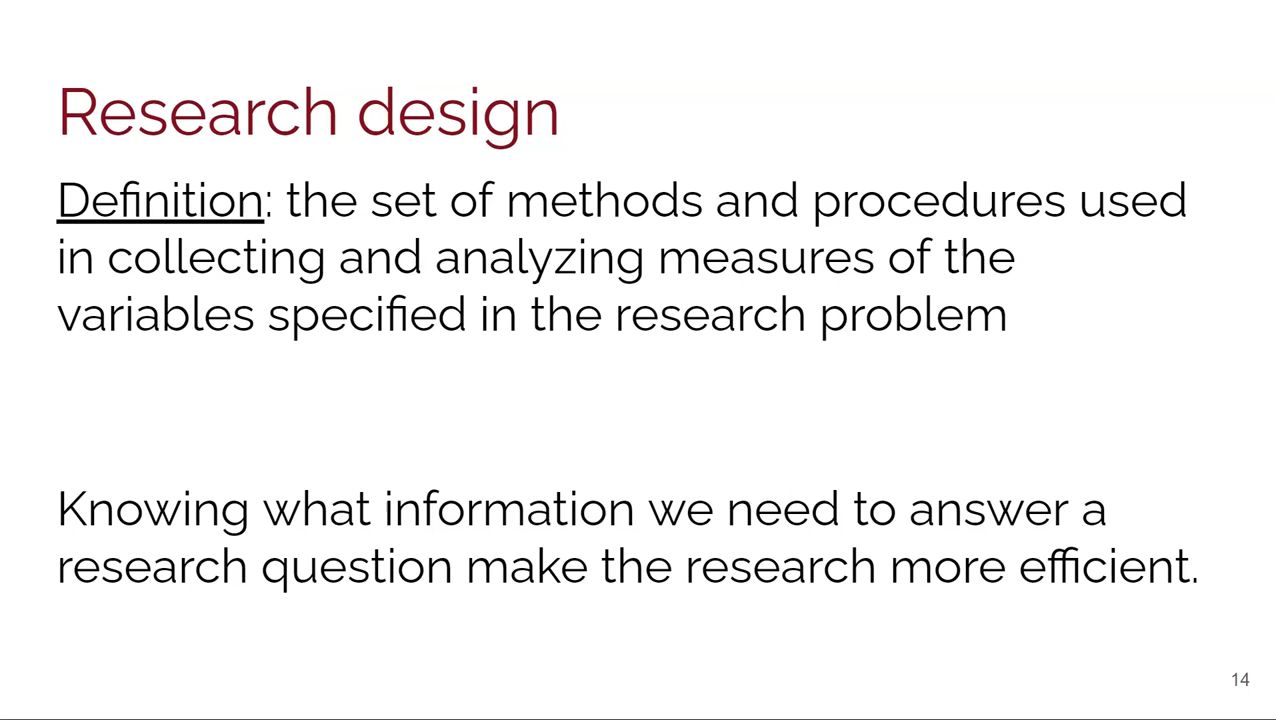 Research design
Definition: the set of methods and procedures used
in collecting and analyzing measures of the
variables specified in the research problem
Knowing what information we need to answer a
research question make the research more efficient.
14